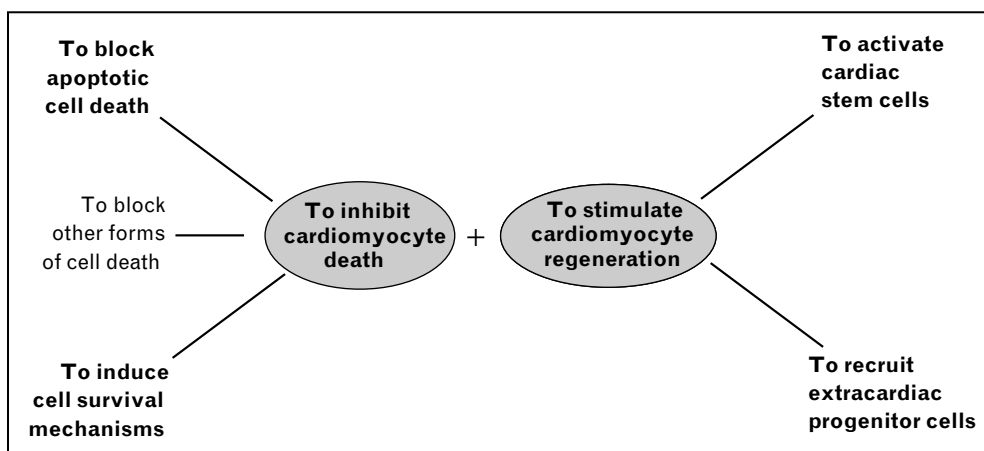 To block
apoptotic
cell death
To block
other forms
of cell death
To induce
cell survival
mechanisms
To inhibit
cardiomyocyte
death
+
To stimulate
cardiomyocyte
regeneration
To activate
cardiac
stem cells
To recruit
extracardiac
progenitor cells